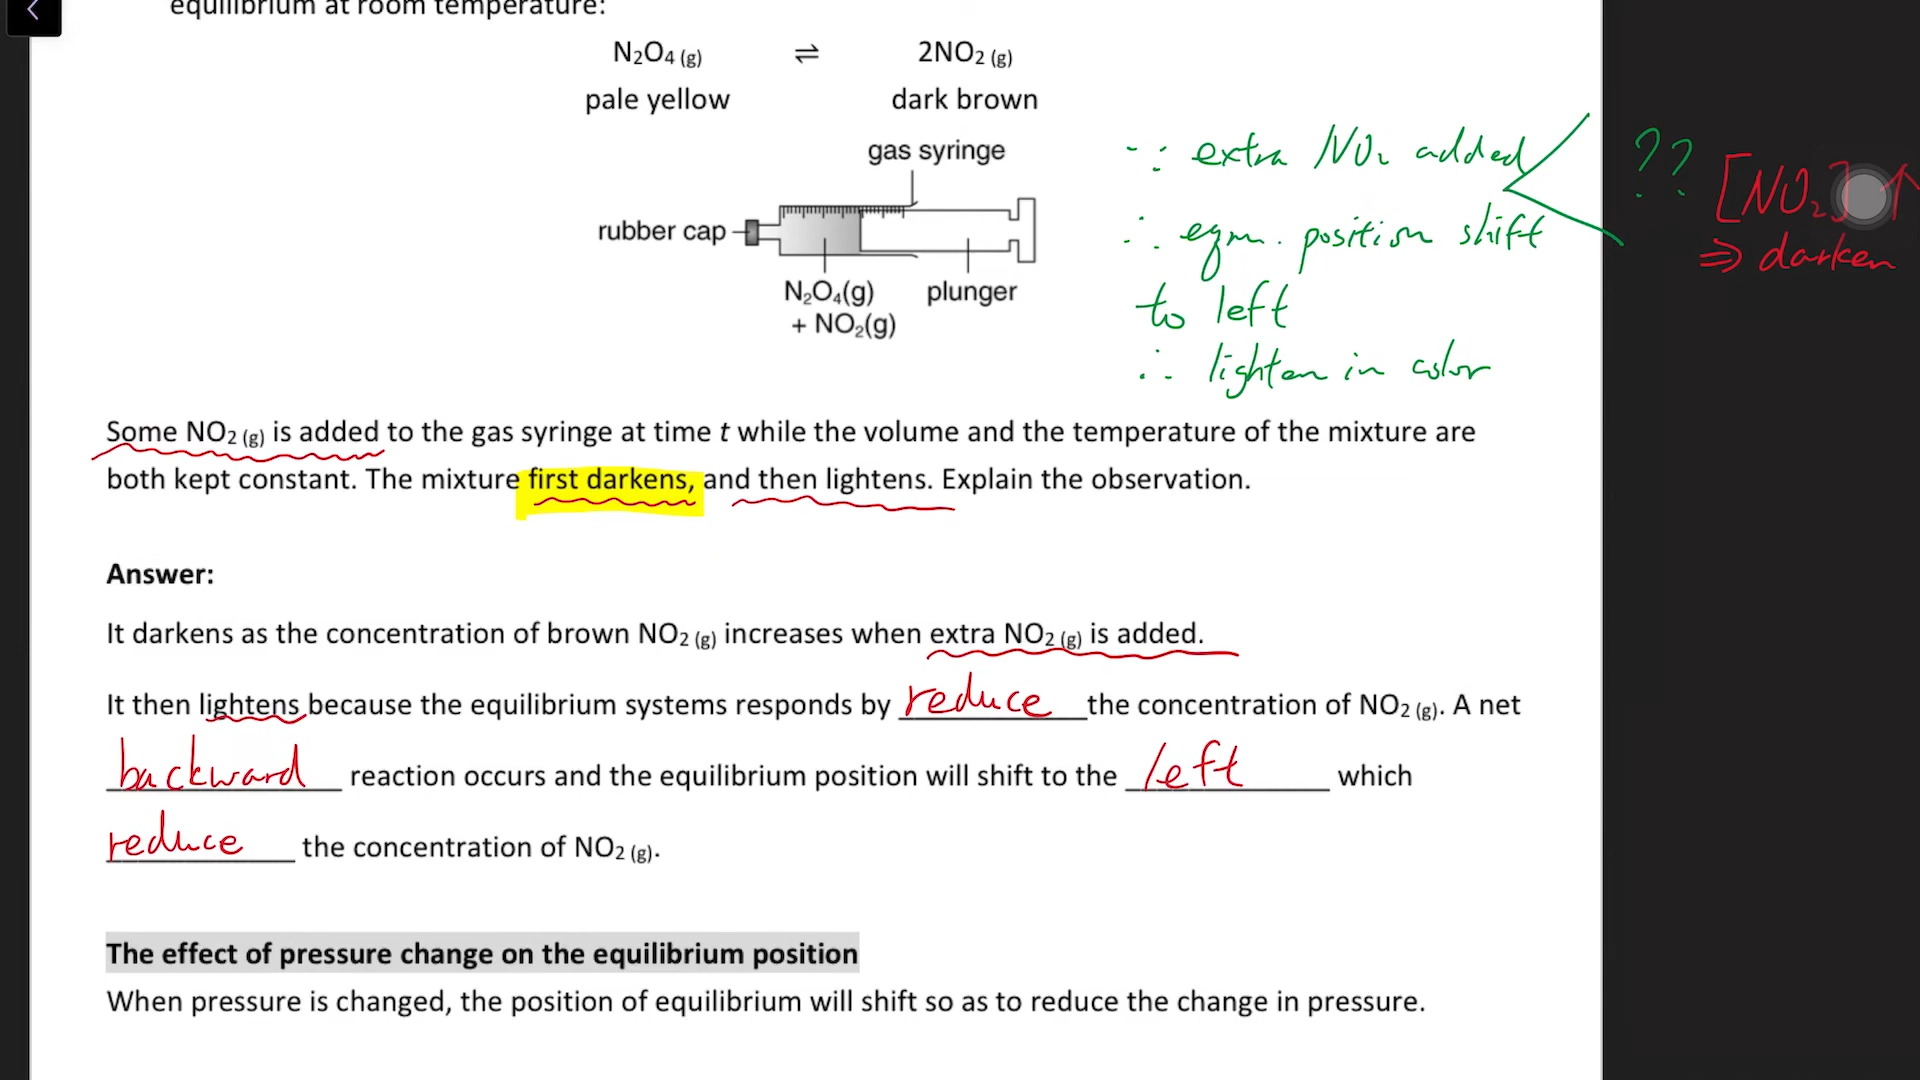 equilibrium at room temperature:
N₂O₄ (g) ⇌ 2NO₂ (g)
pale yellow dark brown
gas syringe
rubber cap
N₂O₄(g)
+ NO₂(g)
plunger
∵ extra NO₂ added
∴ eqm. position shift
to left
∴ lighten in color
??
[NO₂] ↑
⇒ darken
Some NO₂ (g) is added to the gas syringe at time t while the volume and the temperature of the mixture are
both kept constant. The mixture first darkens, and then lightens. Explain the observation.
Answer:
It darkens as the concentration of brown NO₂ (g) increases when extra NO₂ (g) is added.
It then lightens because the equilibrium systems responds by reduce the concentration of NO₂ (g). A net
backward reaction occurs and the equilibrium position will shift to the left which
reduce the concentration of NO₂ (g).
The effect of pressure change on the equilibrium position
When pressure is changed, the position of equilibrium will shift so as to reduce the change in pressure.